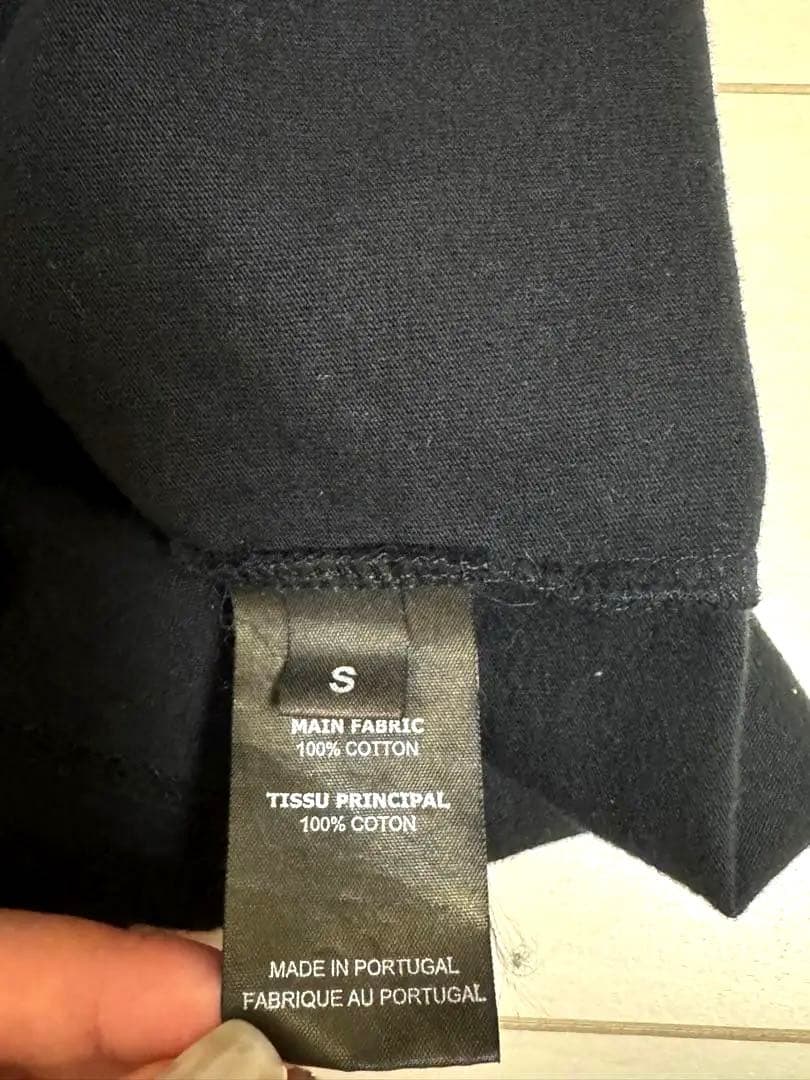 S
MAIN FABRIC
100% COTTON
TISSU PRINCIPAL
100% COTON
MADE IN PORTUGAL
FABRIQUE AU PORTUGAL